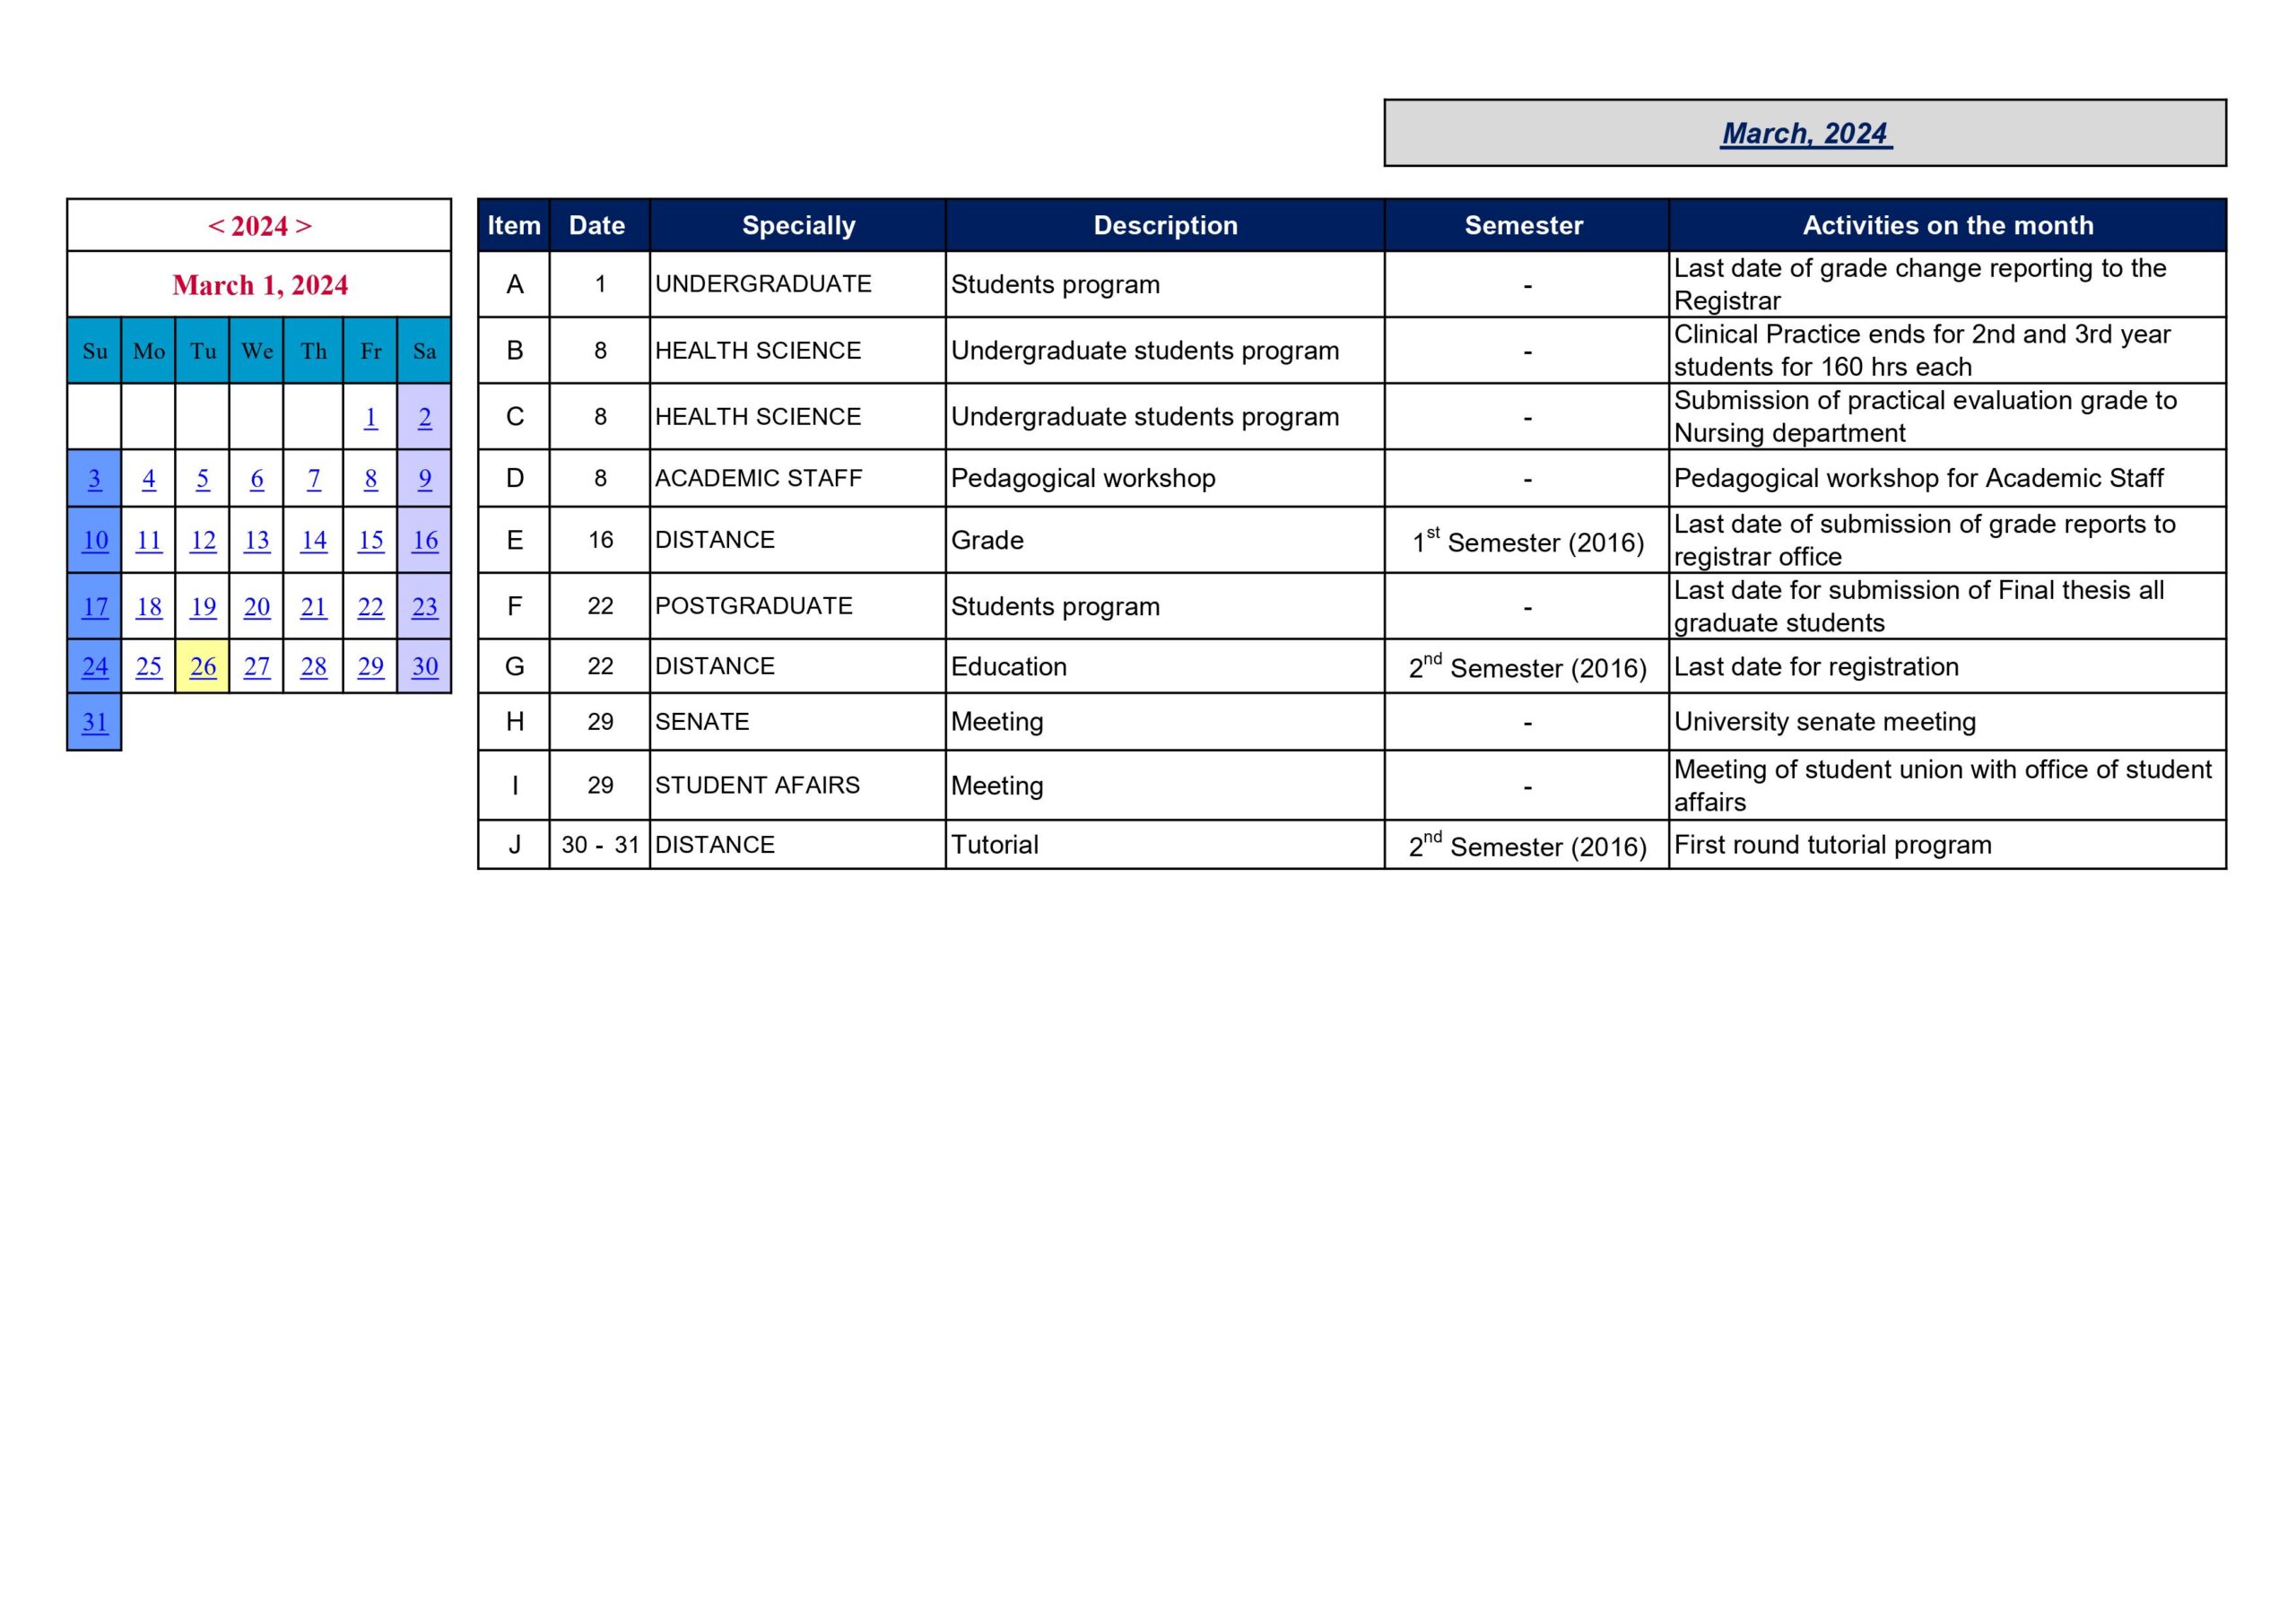 March, 2024
< 2024 >
March 1, 2024
Su Mo Tu We Th Fr Sa
1 2
3 4 5 6 7 8 9
10 11 12 13 14 15 16
17 18 19 20 21 22 23
24 25 26 27 28 29 30
31
Item Date Specially Description Semester Activities on the month
A 1 UNDERGRADUATE Students program - Last date of grade change reporting to the
Registrar
B 8 HEALTH SCIENCE Undergraduate students program - Clinical Practice ends for 2nd and 3rd year
students for 160 hrs each
C 8 HEALTH SCIENCE Undergraduate students program - Submission of practical evaluation grade to
Nursing department
D 8 ACADEMIC STAFF Pedagogical workshop - Pedagogical workshop for Academic Staff
E 16 DISTANCE Grade 1st Semester (2016) Last date of submission of grade reports to
registrar office
F 22 POSTGRADUATE Students program - Last date for submission of Final thesis all
graduate students
G 22 DISTANCE Education 2nd Semester (2016) Last date for registration
H 29 SENATE Meeting - University senate meeting
I 29 STUDENT AFAIRS Meeting - Meeting of student union with office of student
affairs
J 30 - 31 DISTANCE Tutorial 2nd Semester (2016) First round tutorial program